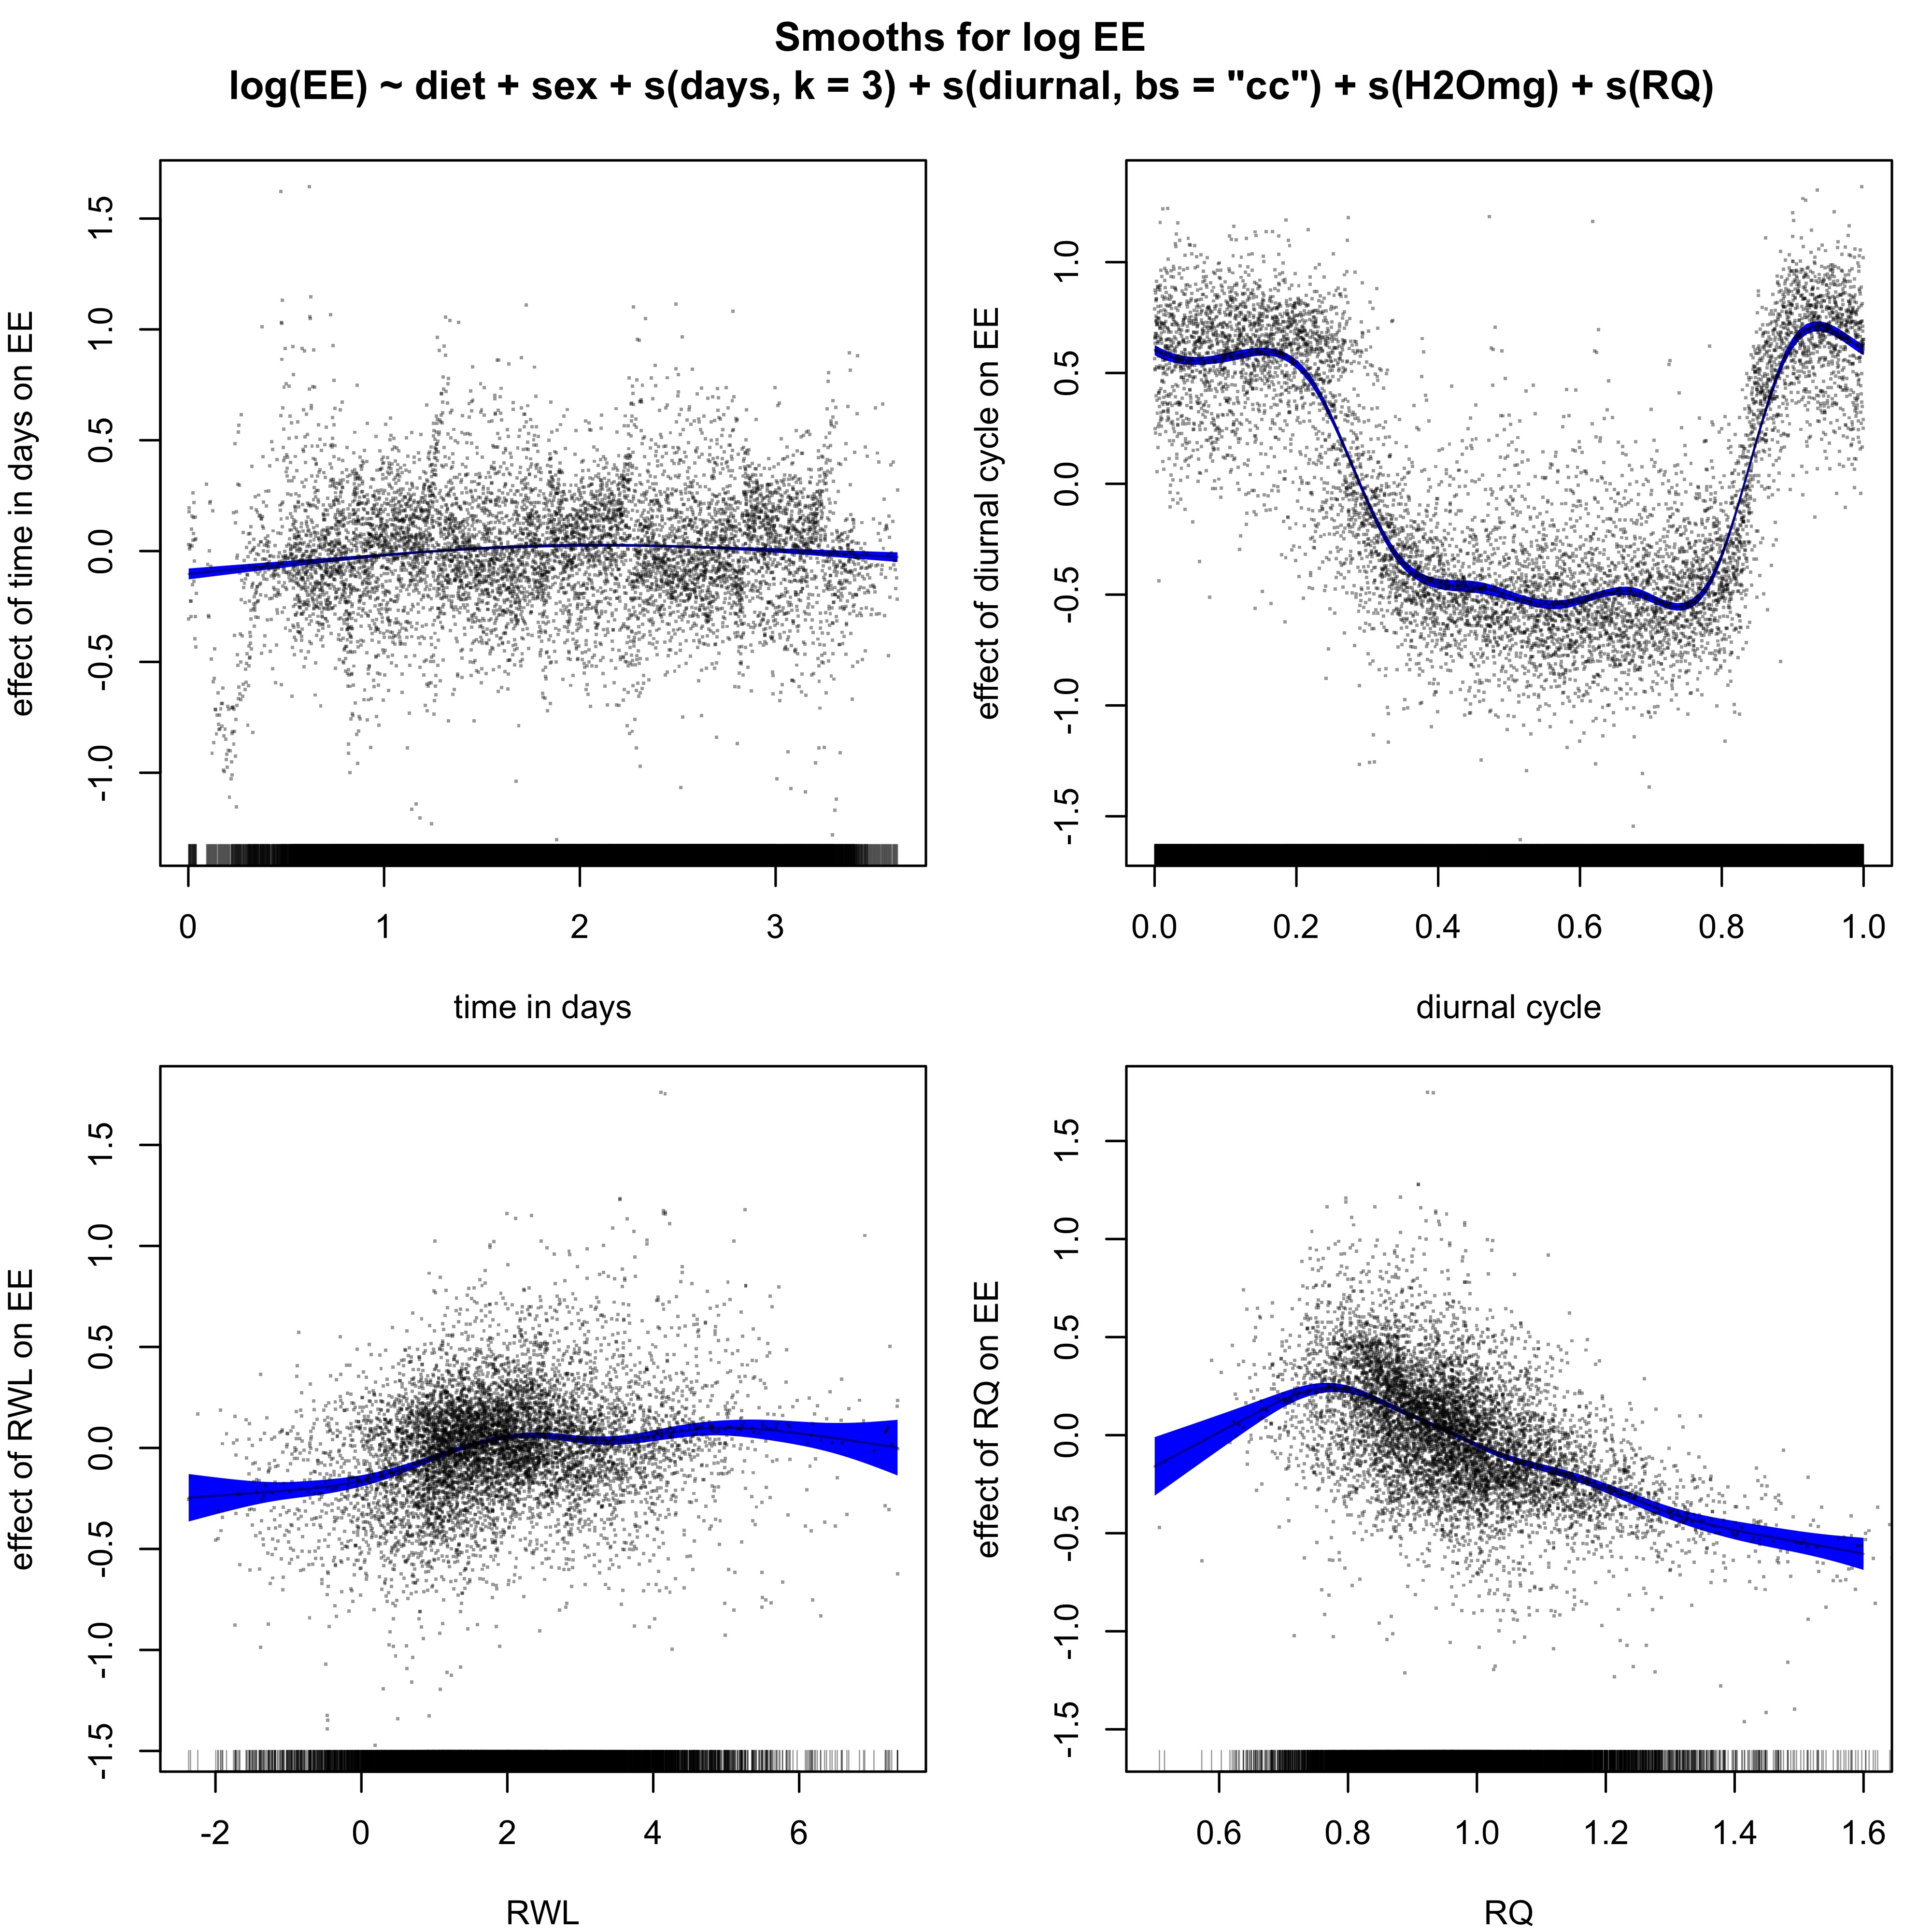 Smooths for log EE
log(EE) ~ diet + sex + s(days, k = 3) + s(diurnal, bs = "cc") + s(H2Omg) + s(RQ)
effect of time in days on EE
1.5
1.0
0.5
0.0
-0.5
-1.0
0 1 2 3
time in days
effect of diurnal cycle on EE
1.0
0.5
0.0
-0.5
-1.0
-1.5
0.0 0.2 0.4 0.6 0.8 1.0
diurnal cycle
effect of RWL on EE
1.5
1.0
0.5
0.0
-0.5
-1.0
-1.5
-2 0 2 4 6
RWL
effect of RQ on EE
1.5
1.0
0.5
0.0
-0.5
-1.0
-1.5
0.6 0.8 1.0 1.2 1.4 1.6
RQ